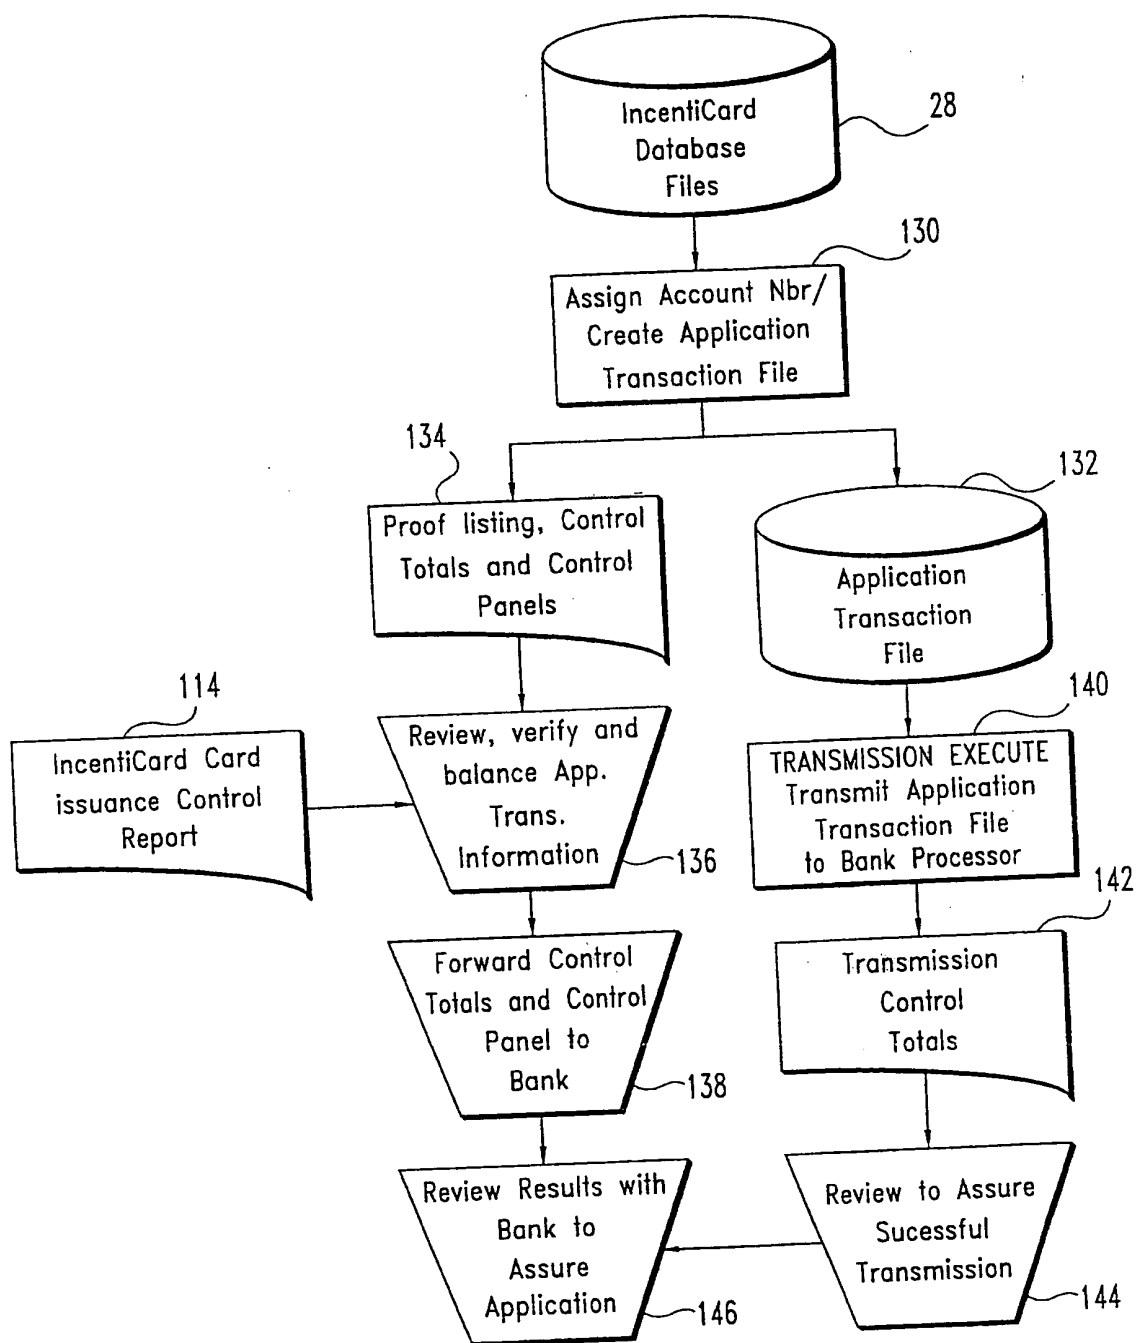 IncentiCard
Database
Files
28
130
Assign Account Nbr/
Create Application
Transaction File
134
Proof listing, Control
Totals and Control
Panels
132
Application
Transaction
File
114
IncentiCard Card
issuance Control
Report
Review, verify and
balance App.
Trans.
Information
136
140
TRANSMISSION EXECUTE
Transmit Application
Transaction File
to Bank Processor
Forward Control
Totals and Control
Panel to
Bank
138
142
Transmission
Control
Totals
Review Results with
Bank to
Assure
Application
146
Review to Assure
Sucessful
Transmission
144